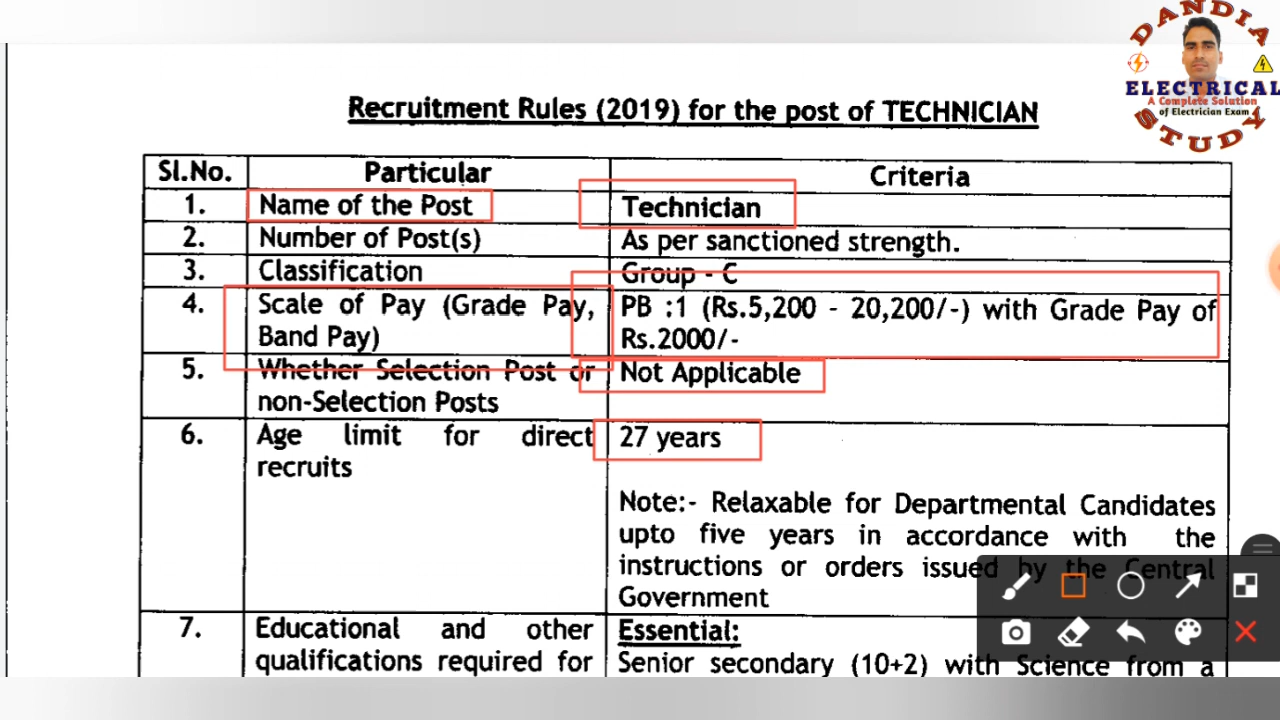 DANDIA
ELECTRICAL
A Complete Solution
of Electrician Exam
STUDY
Recruitment Rules (2019) for the post of TECHNICIAN
Sl.No. Particular Criteria
1. Name of the Post Technician
2. Number of Post(s) As per sanctioned strength.
3. Classification Group - C
4. Scale of Pay (Grade Pay, PB :1 (Rs.5,200 - 20,200/-) with Grade Pay of
Band Pay) Rs.2000/-
5. Whether Selection Post or Not Applicable
non-Selection Posts
6. Age limit for direct 27 years
recruits
Note:- Relaxable for Departmental Candidates
upto five years in accordance with the
instructions or orders issued by the Central
Government
7. Educational and other Essential:
qualifications required for Senior secondary (10+2) with Science from a